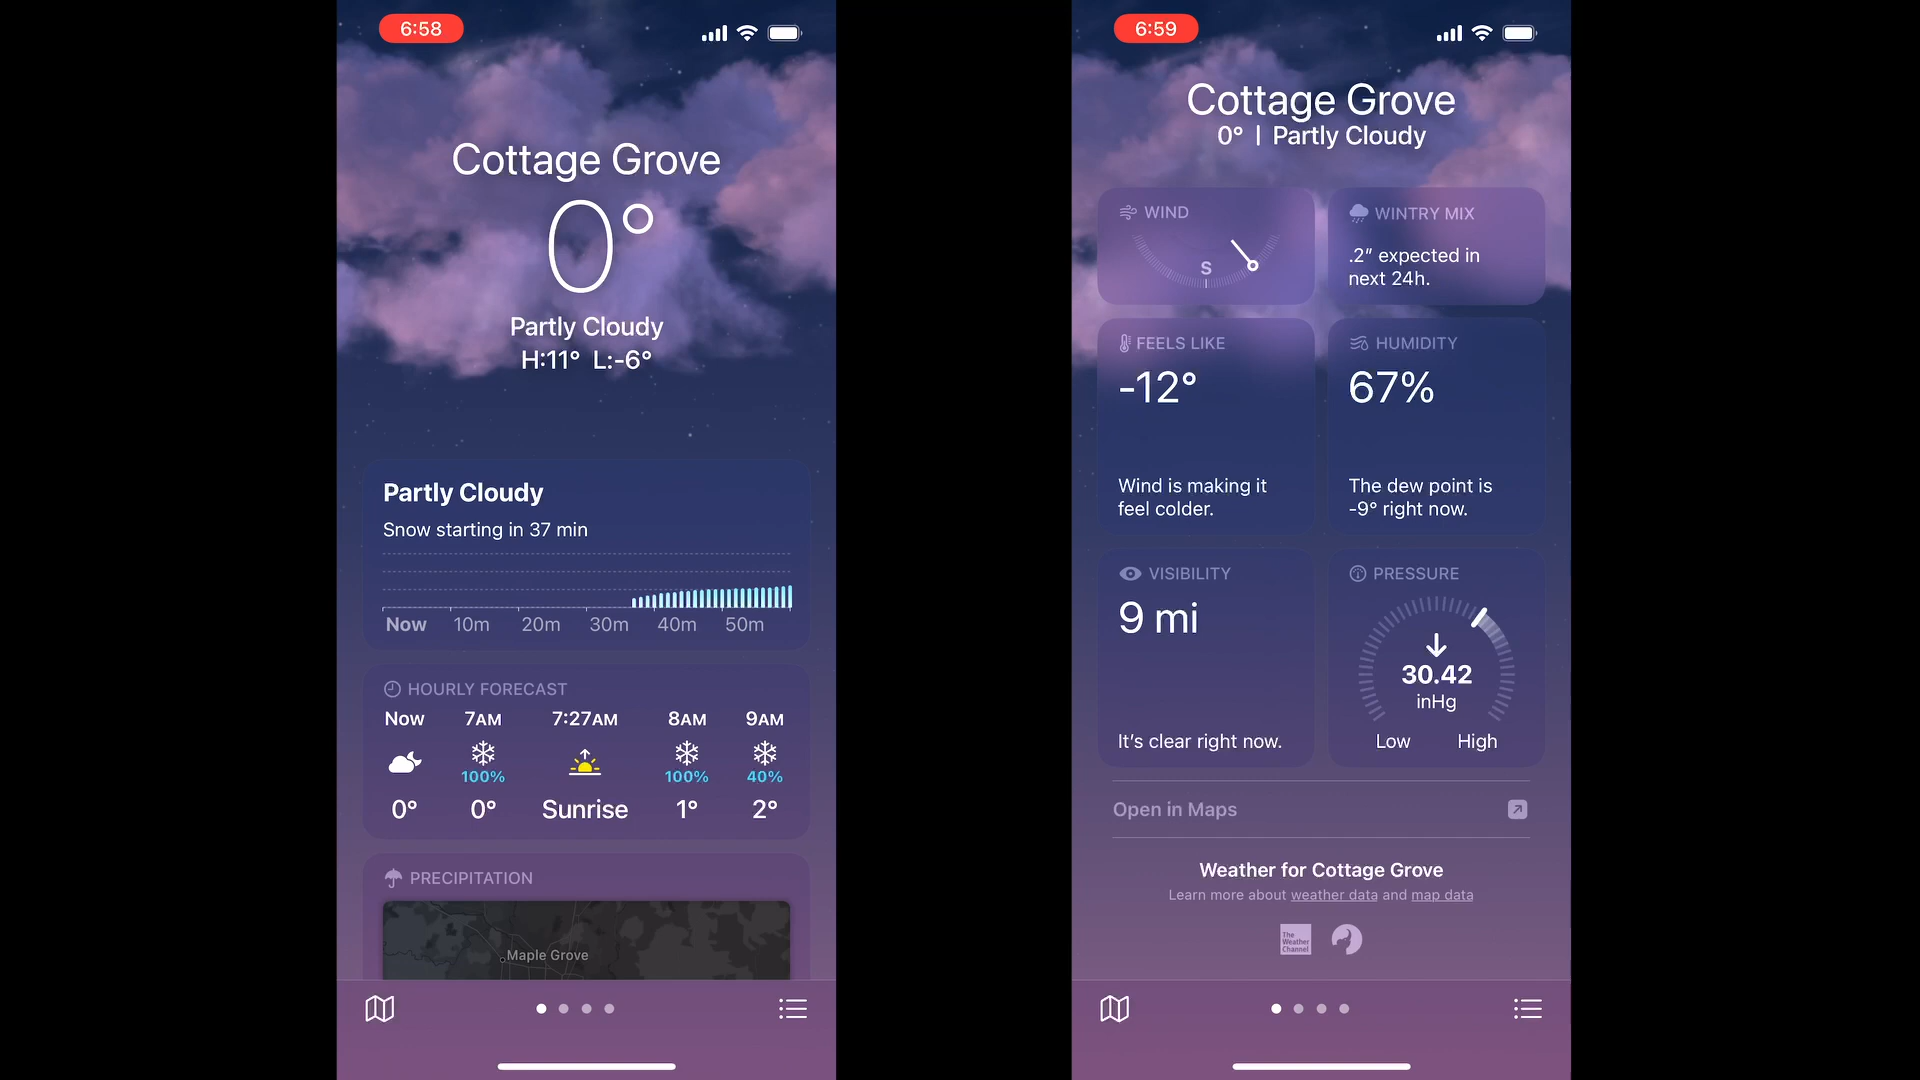 6:58
Cottage Grove
0°
Partly Cloudy
H:11° L:-6°
Partly Cloudy
Snow starting in 37 min
Now 10m 20m 30m 40m 50m
HOURLY FORECAST
Now 7AM 7:27AM 8AM 9AM
100% 100% 40%
0° 0° Sunrise 1° 2°
PRECIPITATION
Maple Grove
6:59
Cottage Grove
0° | Partly Cloudy
WIND
S
WINTRY MIX
.2” expected in
next 24h.
FEELS LIKE
-12°
Wind is making it
feel colder.
HUMIDITY
67%
The dew point is
-9° right now.
VISIBILITY
9 mi
It’s clear right now.
PRESSURE
30.42
inHg
Low High
Open in Maps
Weather for Cottage Grove
Learn more about weather data and map data
The
Weather
Channel